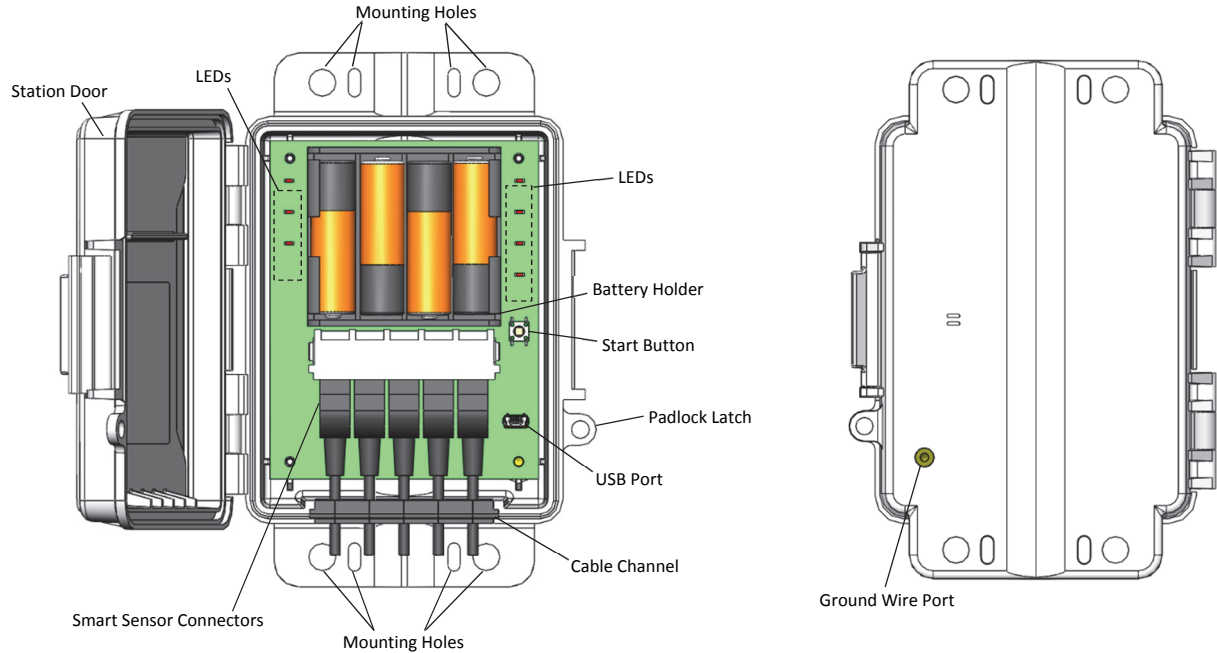 Mounting Holes
LEDs
Station Door
LEDs
Battery Holder
Start Button
Padlock Latch
USB Port
Cable Channel
Ground Wire Port
Smart Sensor Connectors
Mounting Holes